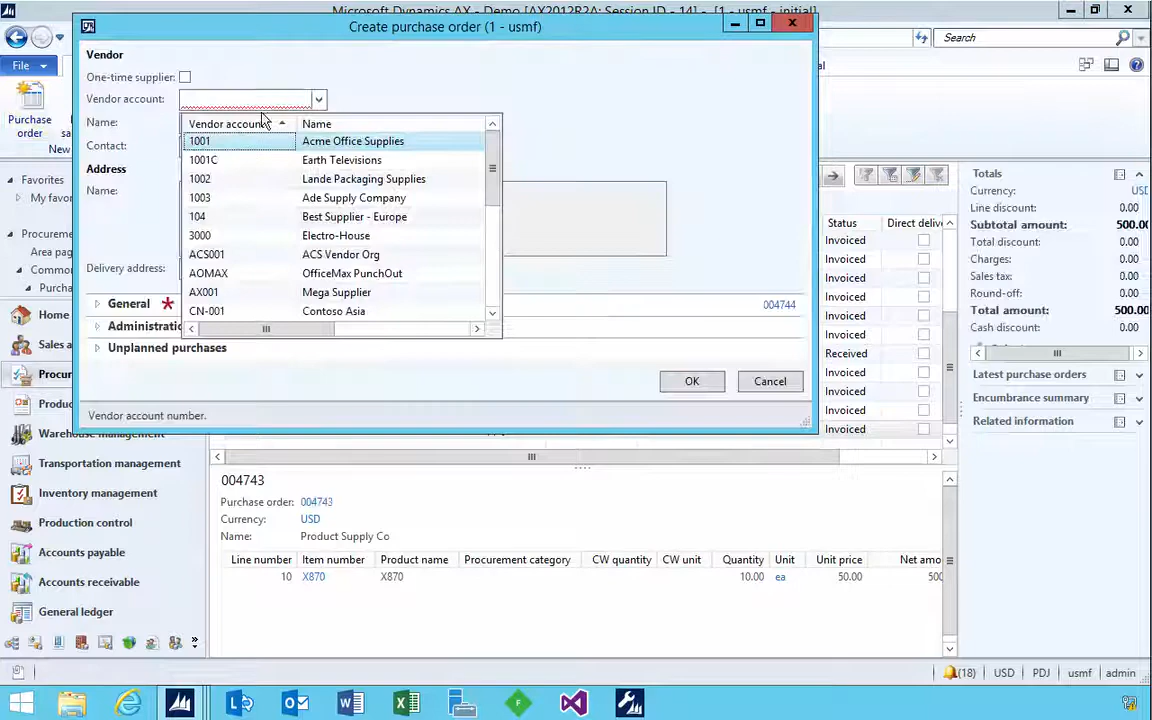 Microsoft Dynamics AX - Demo [AX2012R2A: Session ID - 14] - [1 - usmf - initial]
Create purchase order (1 - usmf)
Search
File
Purchase
order
New
Favorites
Area
Home
Warehouse management
Transportation management
Inventory management
Production control
Accounts payable
Accounts receivable
General ledger
Vendor
One-time supplier:
Vendor account:
Name:
Contact:
Address
Name:
Delivery address:
Vendor account Name
1001 Acme Office Supplies
1001C Earth Televisions
1002 Lande Packaging Supplies
1003 Ade Supply Company
104 Best Supplier - Europe
3000 Electro-House
ACS001 ACS Vendor Org
AOMAX OfficeMax PunchOut
AX001 Mega Supplier
CN-001 Contoso Asia
General * 004744
Unplanned purchases
OK Cancel
Vendor account number.
Status Direct delive
Invoiced
Invoiced
Invoiced
Invoiced
Invoiced
Invoiced
Received
Invoiced
Invoiced
Invoiced
Invoiced
Totals
Currency: USD
Line discount: 0.00
Subtotal amount: 500.0
Total discount: 0.00
Charges: 0.00
Sales tax: 0.00
Round-off: 0.00
Total amount: 500.0
Cash discount: 0.00
Latest purchase orders
Encumbrance summary
Related information
004743
Purchase order: 004743
Currency: USD
Name: Product Supply Co
Line number Item number Product name Procurement category CW quantity CW unit Quantity Unit Unit price Net amo
10 X870 X870 10.00 ea 50.00 500
(18) USD PDJ usmf admin